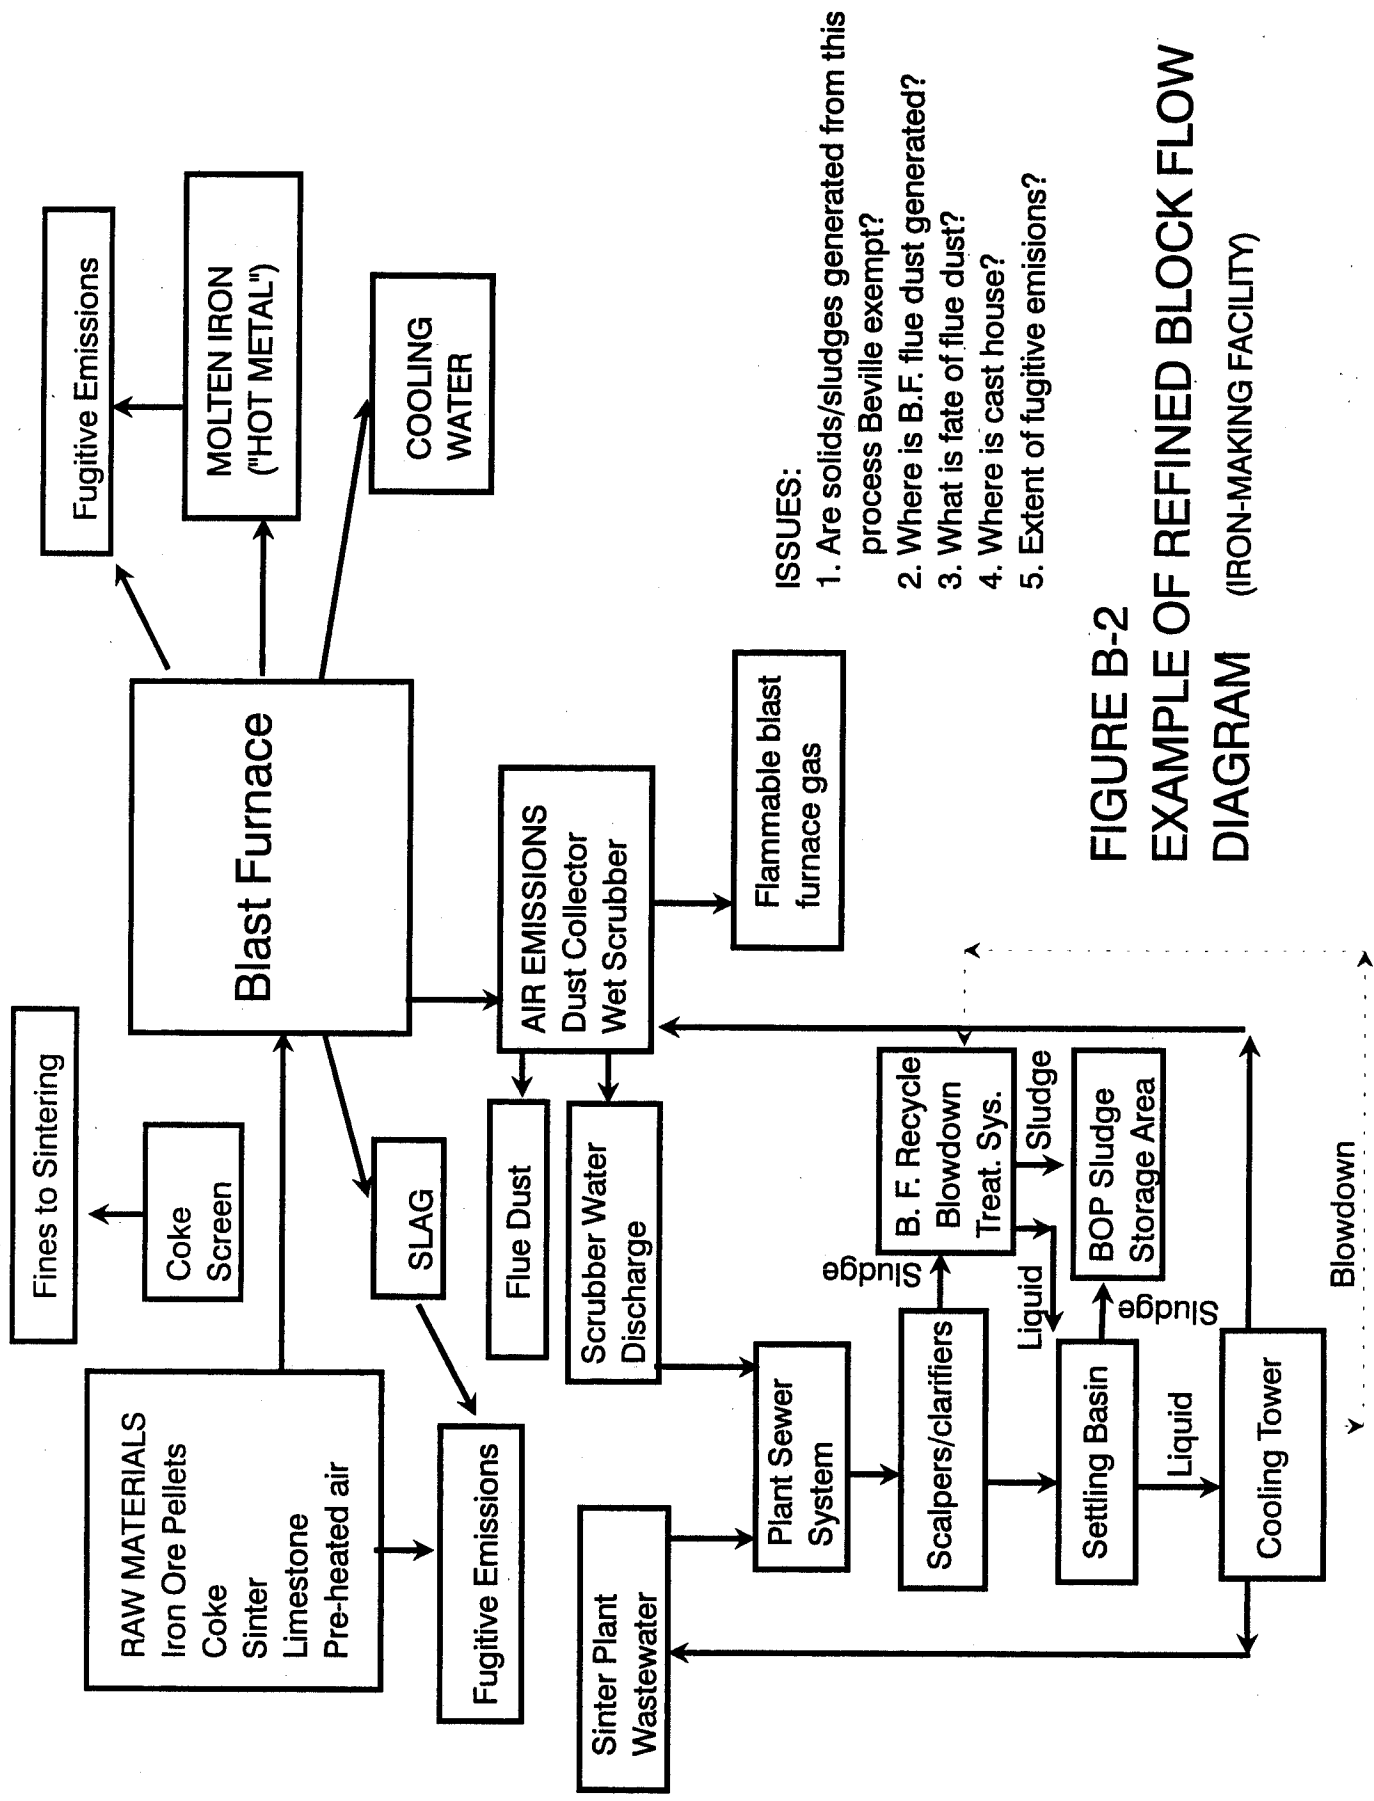 Fines to Sintering
Coke
Screen
RAW MATERIALS
Iron Ore Pellets
Coke
Sinter
Limestone
Pre-heated air
Fugitive Emissions
SLAG
Blast Furnace
Fugitive Emissions
MOLTEN IRON
("HOT METAL")
COOLING
WATER
AIR EMISSIONS
Dust Collector
Wet Scrubber
Flue Dust
Scrubber Water
Discharge
Flammable blast
furnace gas
Sinter Plant
Wastewater
Plant Sewer
System
Scalpers/clarifiers
Sludge
B. F. Recycle
Blowdown
Treat. Sys.
Liquid
Sludge
Settling Basin
Sludge
BOP Sludge
Storage Area
Liquid
Cooling Tower
Blowdown
ISSUES:
1. Are solids/sludges generated from this
process Beville exempt?
2. Where is B.F. flue dust generated?
3. What is fate of flue dust?
4. Where is cast house?
5. Extent of fugitive emisions?
FIGURE B-2
EXAMPLE OF REFINED BLOCK FLOW
DIAGRAM (IRON-MAKING FACILITY)